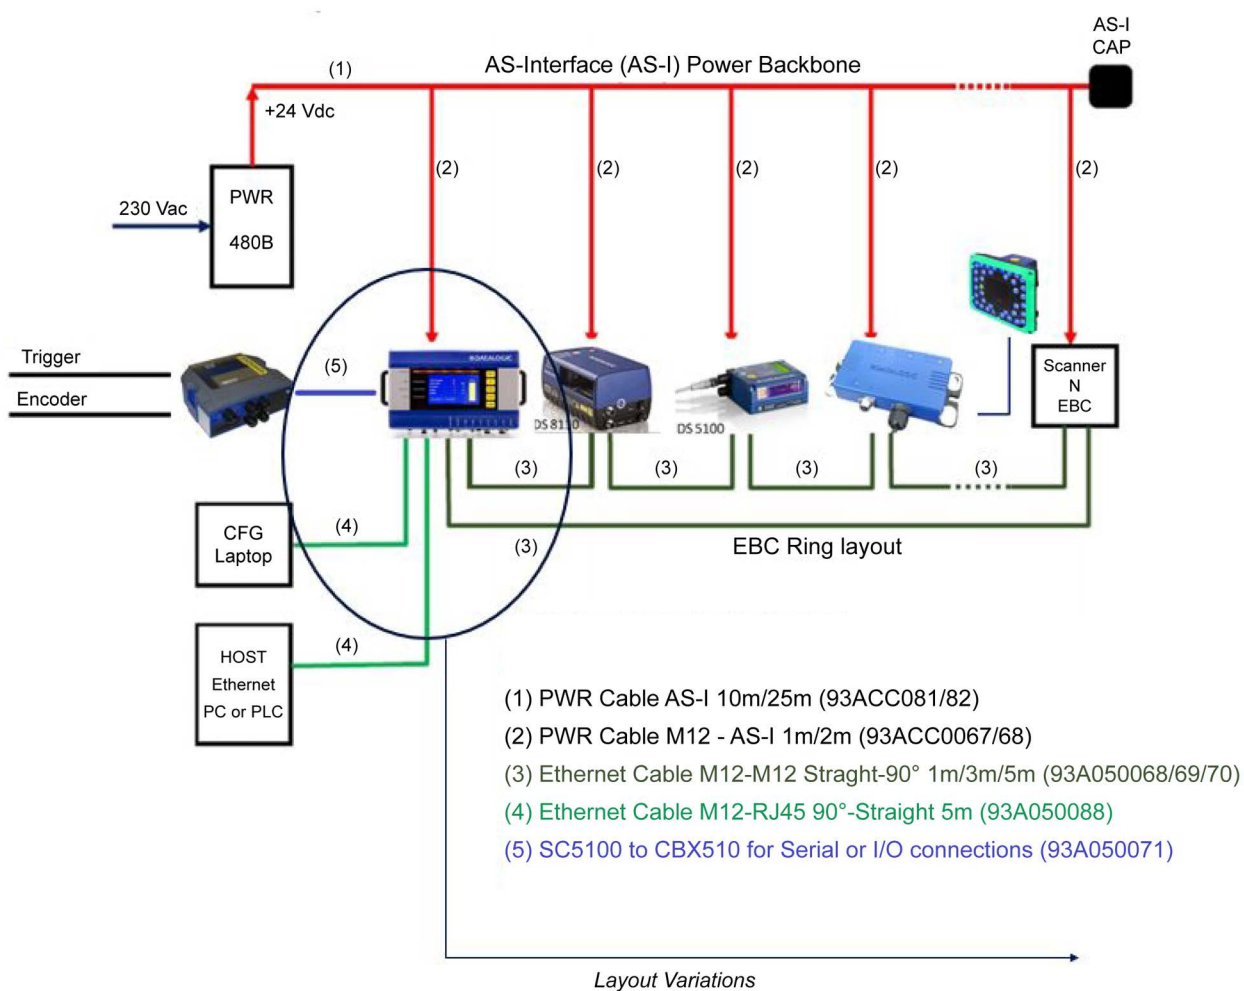 AS-I
CAP
(1)
AS-Interface (AS-I) Power Backbone
+24 Vdc
(2)
(2)
(2)
(2)
(2)
PWR
480B
230 Vac
Trigger
Encoder
(5)
DATALOGIC
DS 8110
DS 5100
DATALOGIC
Scanner
N
EBC
(3)
(3)
(3)
(3)
CFG
Laptop
(4)
(3)
EBC Ring layout
HOST
Ethernet
PC or PLC
(4)
(1) PWR Cable AS-I 10m/25m (93ACC081/82)
(2) PWR Cable M12 - AS-I 1m/2m (93ACC0067/68)
(3) Ethernet Cable M12-M12 Straght-90° 1m/3m/5m (93A050068/69/70)
(4) Ethernet Cable M12-RJ45 90°-Straight 5m (93A050088)
(5) SC5100 to CBX510 for Serial or I/O connections (93A050071)
Layout Variations